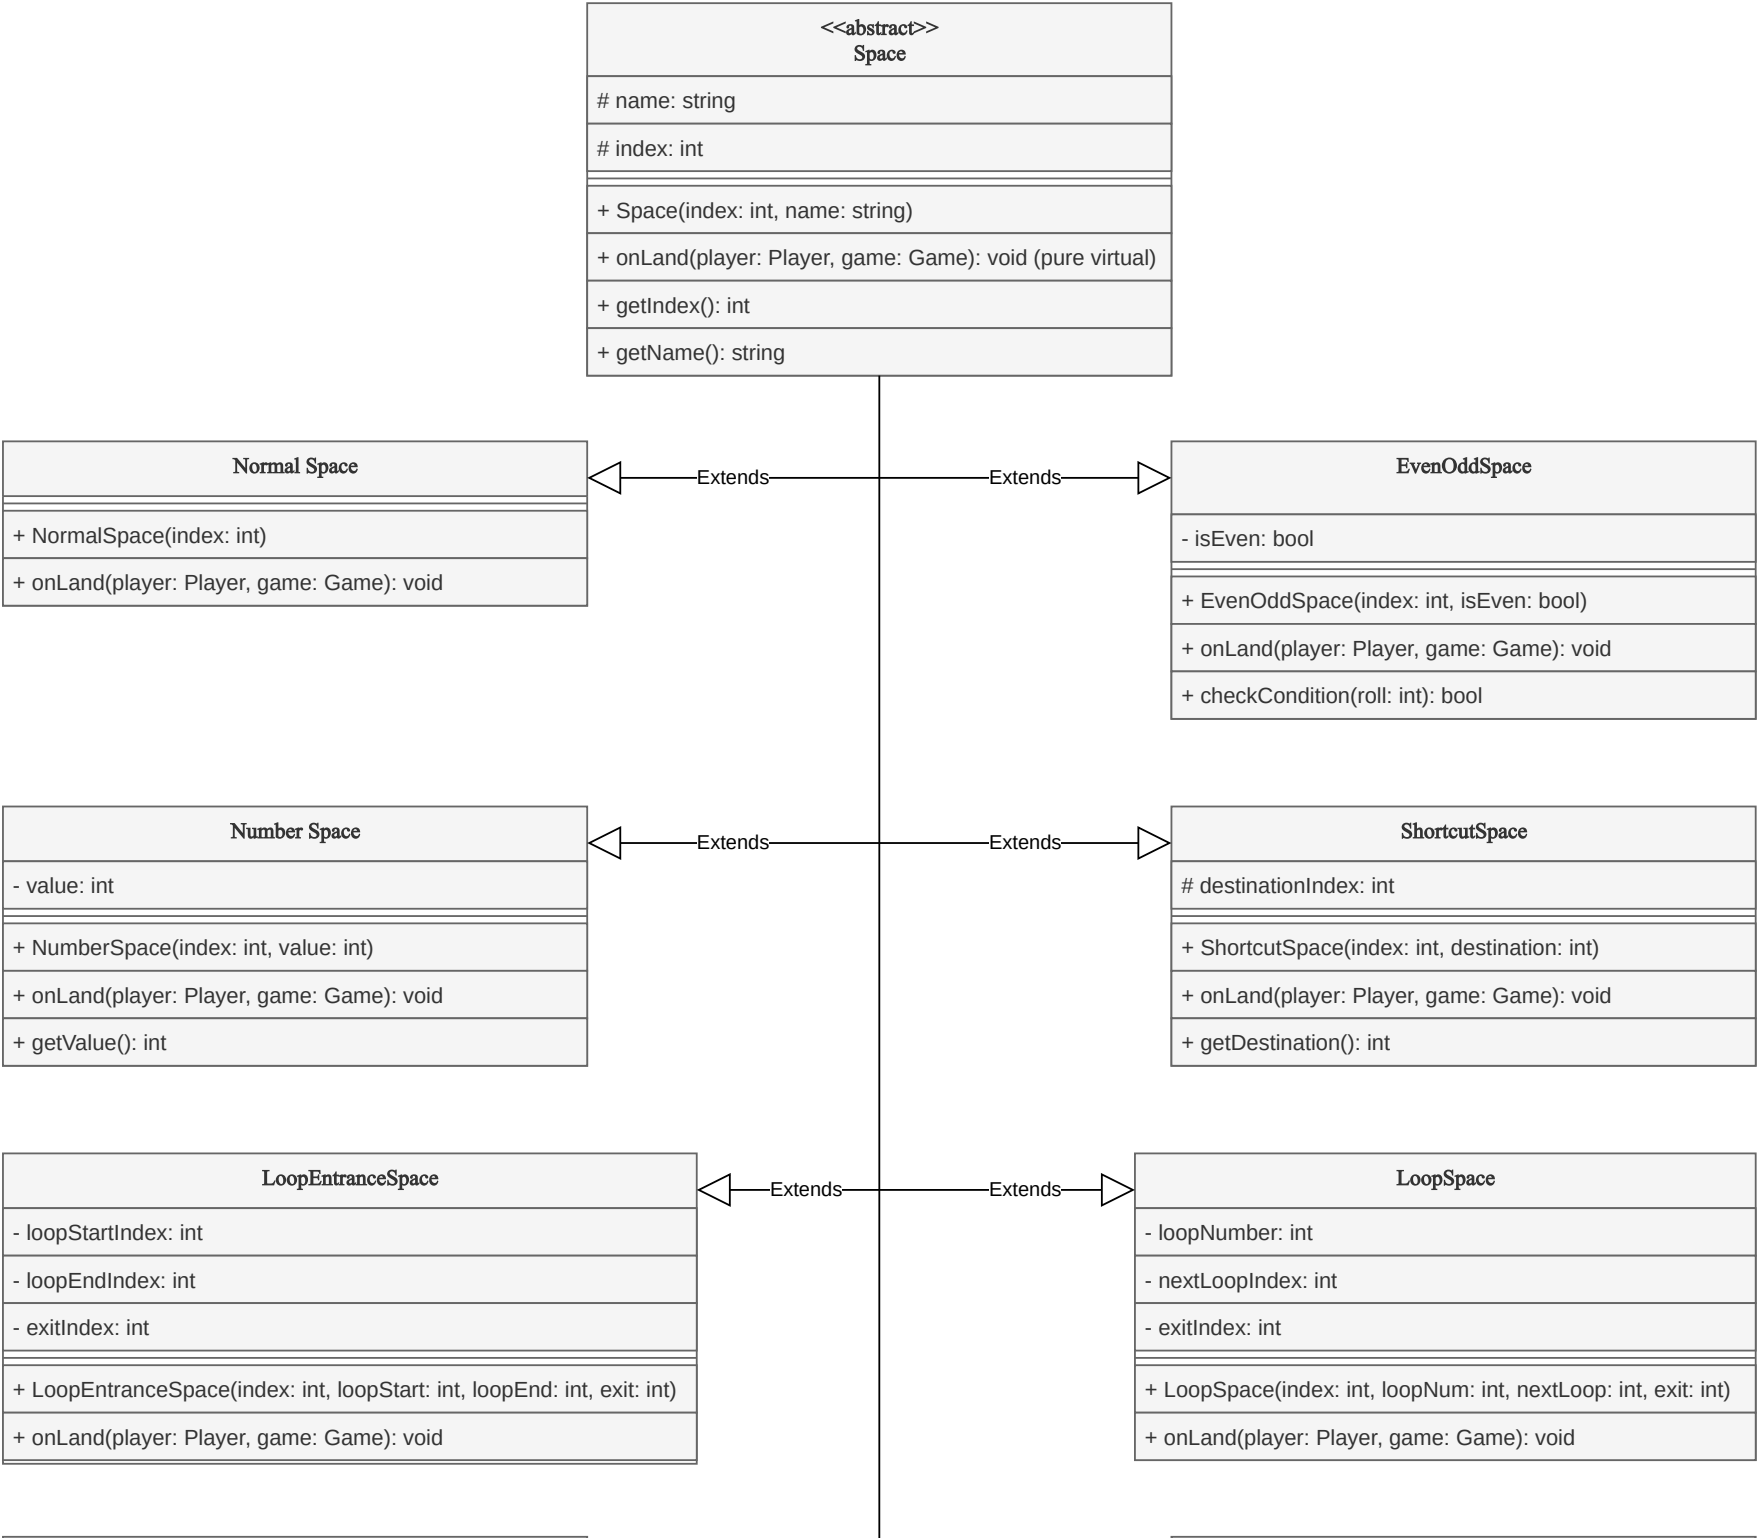 <<abstract>>
Space
# name: string
# index: int
+ Space(index: int, name: string)
+ onLand(player: Player, game: Game): void (pure virtual)
+ getIndex(): int
+ getName(): string
Normal Space
+ NormalSpace(index: int)
+ onLand(player: Player, game: Game): void
Extends
Extends
EvenOddSpace
- isEven: bool
+ EvenOddSpace(index: int, isEven: bool)
+ onLand(player: Player, game: Game): void
+ checkCondition(roll: int): bool
Number Space
- value: int
+ NumberSpace(index: int, value: int)
+ onLand(player: Player, game: Game): void
+ getValue(): int
Extends
Extends
ShortcutSpace
# destinationIndex: int
+ ShortcutSpace(index: int, destination: int)
+ onLand(player: Player, game: Game): void
+ getDestination(): int
LoopEntranceSpace
- loopStartIndex: int
- loopEndIndex: int
- exitIndex: int
+ LoopEntranceSpace(index: int, loopStart: int, loopEnd: int, exit: int)
+ onLand(player: Player, game: Game): void
Extends
Extends
LoopSpace
- loopNumber: int
- nextLoopIndex: int
- exitIndex: int
+ LoopSpace(index: int, loopNum: int, nextLoop: int, exit: int)
+ onLand(player: Player, game: Game): void